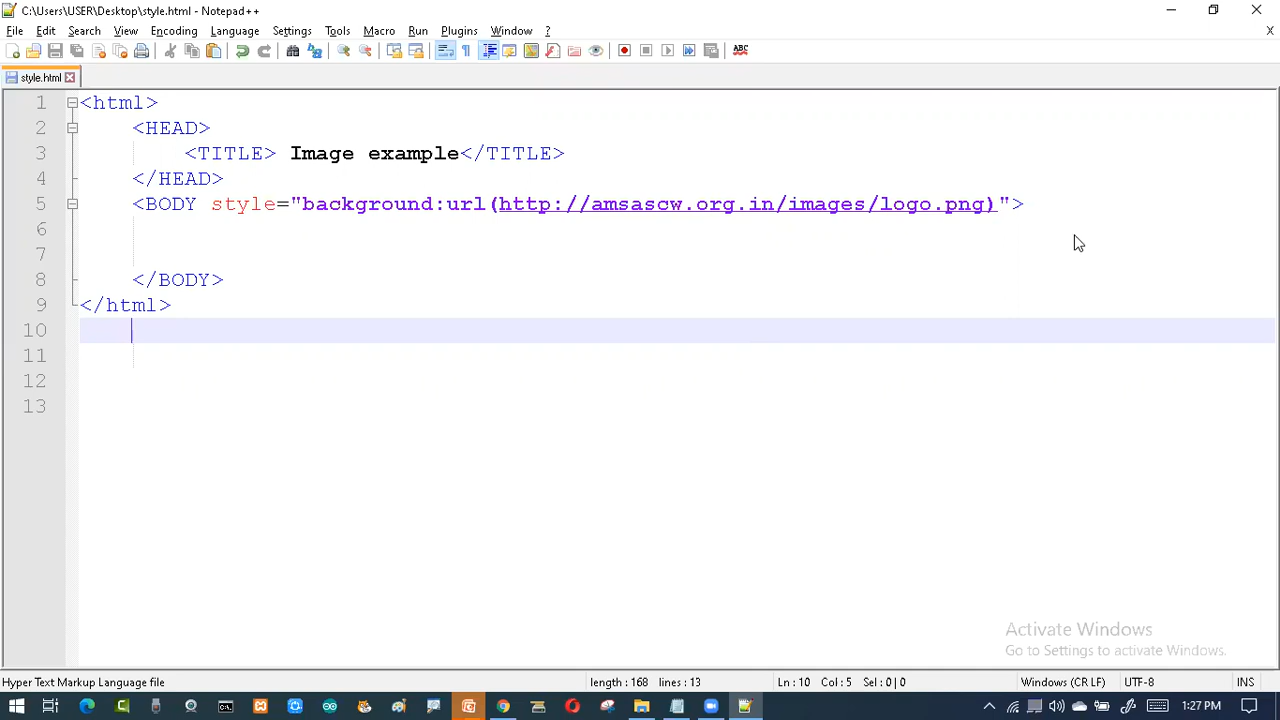 C:\Users\USER\Desktop\style.html - Notepad++
File Edit Search View Encoding Language Settings Tools Macro Run Plugins Window ?
X
ABC
style.html
1 <html>
2 <HEAD>
3 <TITLE> Image example</TITLE>
4 </HEAD>
5 <BODY style="background:url(http://amsascw.org.in/images/logo.png)">
6
7
8 </BODY>
9 </html>
10
11
12
13
Activate Windows
Go to Settings to activate Windows.
Hyper Text Markup Language file length : 168 lines : 13 Ln : 10 Col : 5 Sel : 0 | 0 Windows (CR LF) UTF-8 INS
1:27 PM